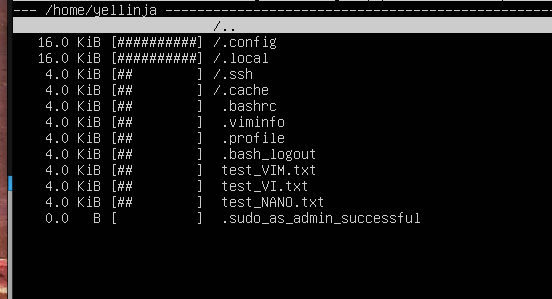 --- /home/yellinja ---------------------------------------------
/..
16.0 KiB [##########] /.config
16.0 KiB [##########] /.local
4.0 KiB [##        ] /.ssh
4.0 KiB [##        ] /.cache
4.0 KiB [##        ]  .bashrc
4.0 KiB [##        ]  .viminfo
4.0 KiB [##        ]  .profile
4.0 KiB [##        ]  .bash_logout
4.0 KiB [##        ]  test_VIM.txt
4.0 KiB [##        ]  test_VI.txt
4.0 KiB [##        ]  test_NANO.txt
0.0   B [          ]  .sudo_as_admin_successful